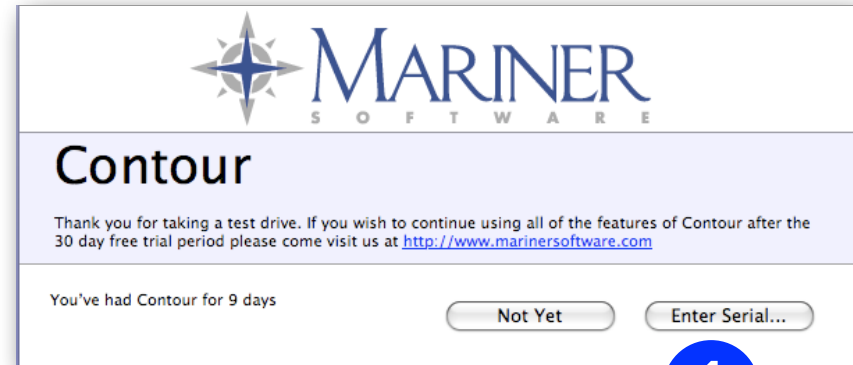 MARINER
SOFTWARE
Contour
Thank you for taking a test drive. If you wish to continue using all of the features of Contour after the
30 day free trial period please come visit us at http://www.marinersoftware.com
You've had Contour for 9 days
Not Yet
Enter Serial...